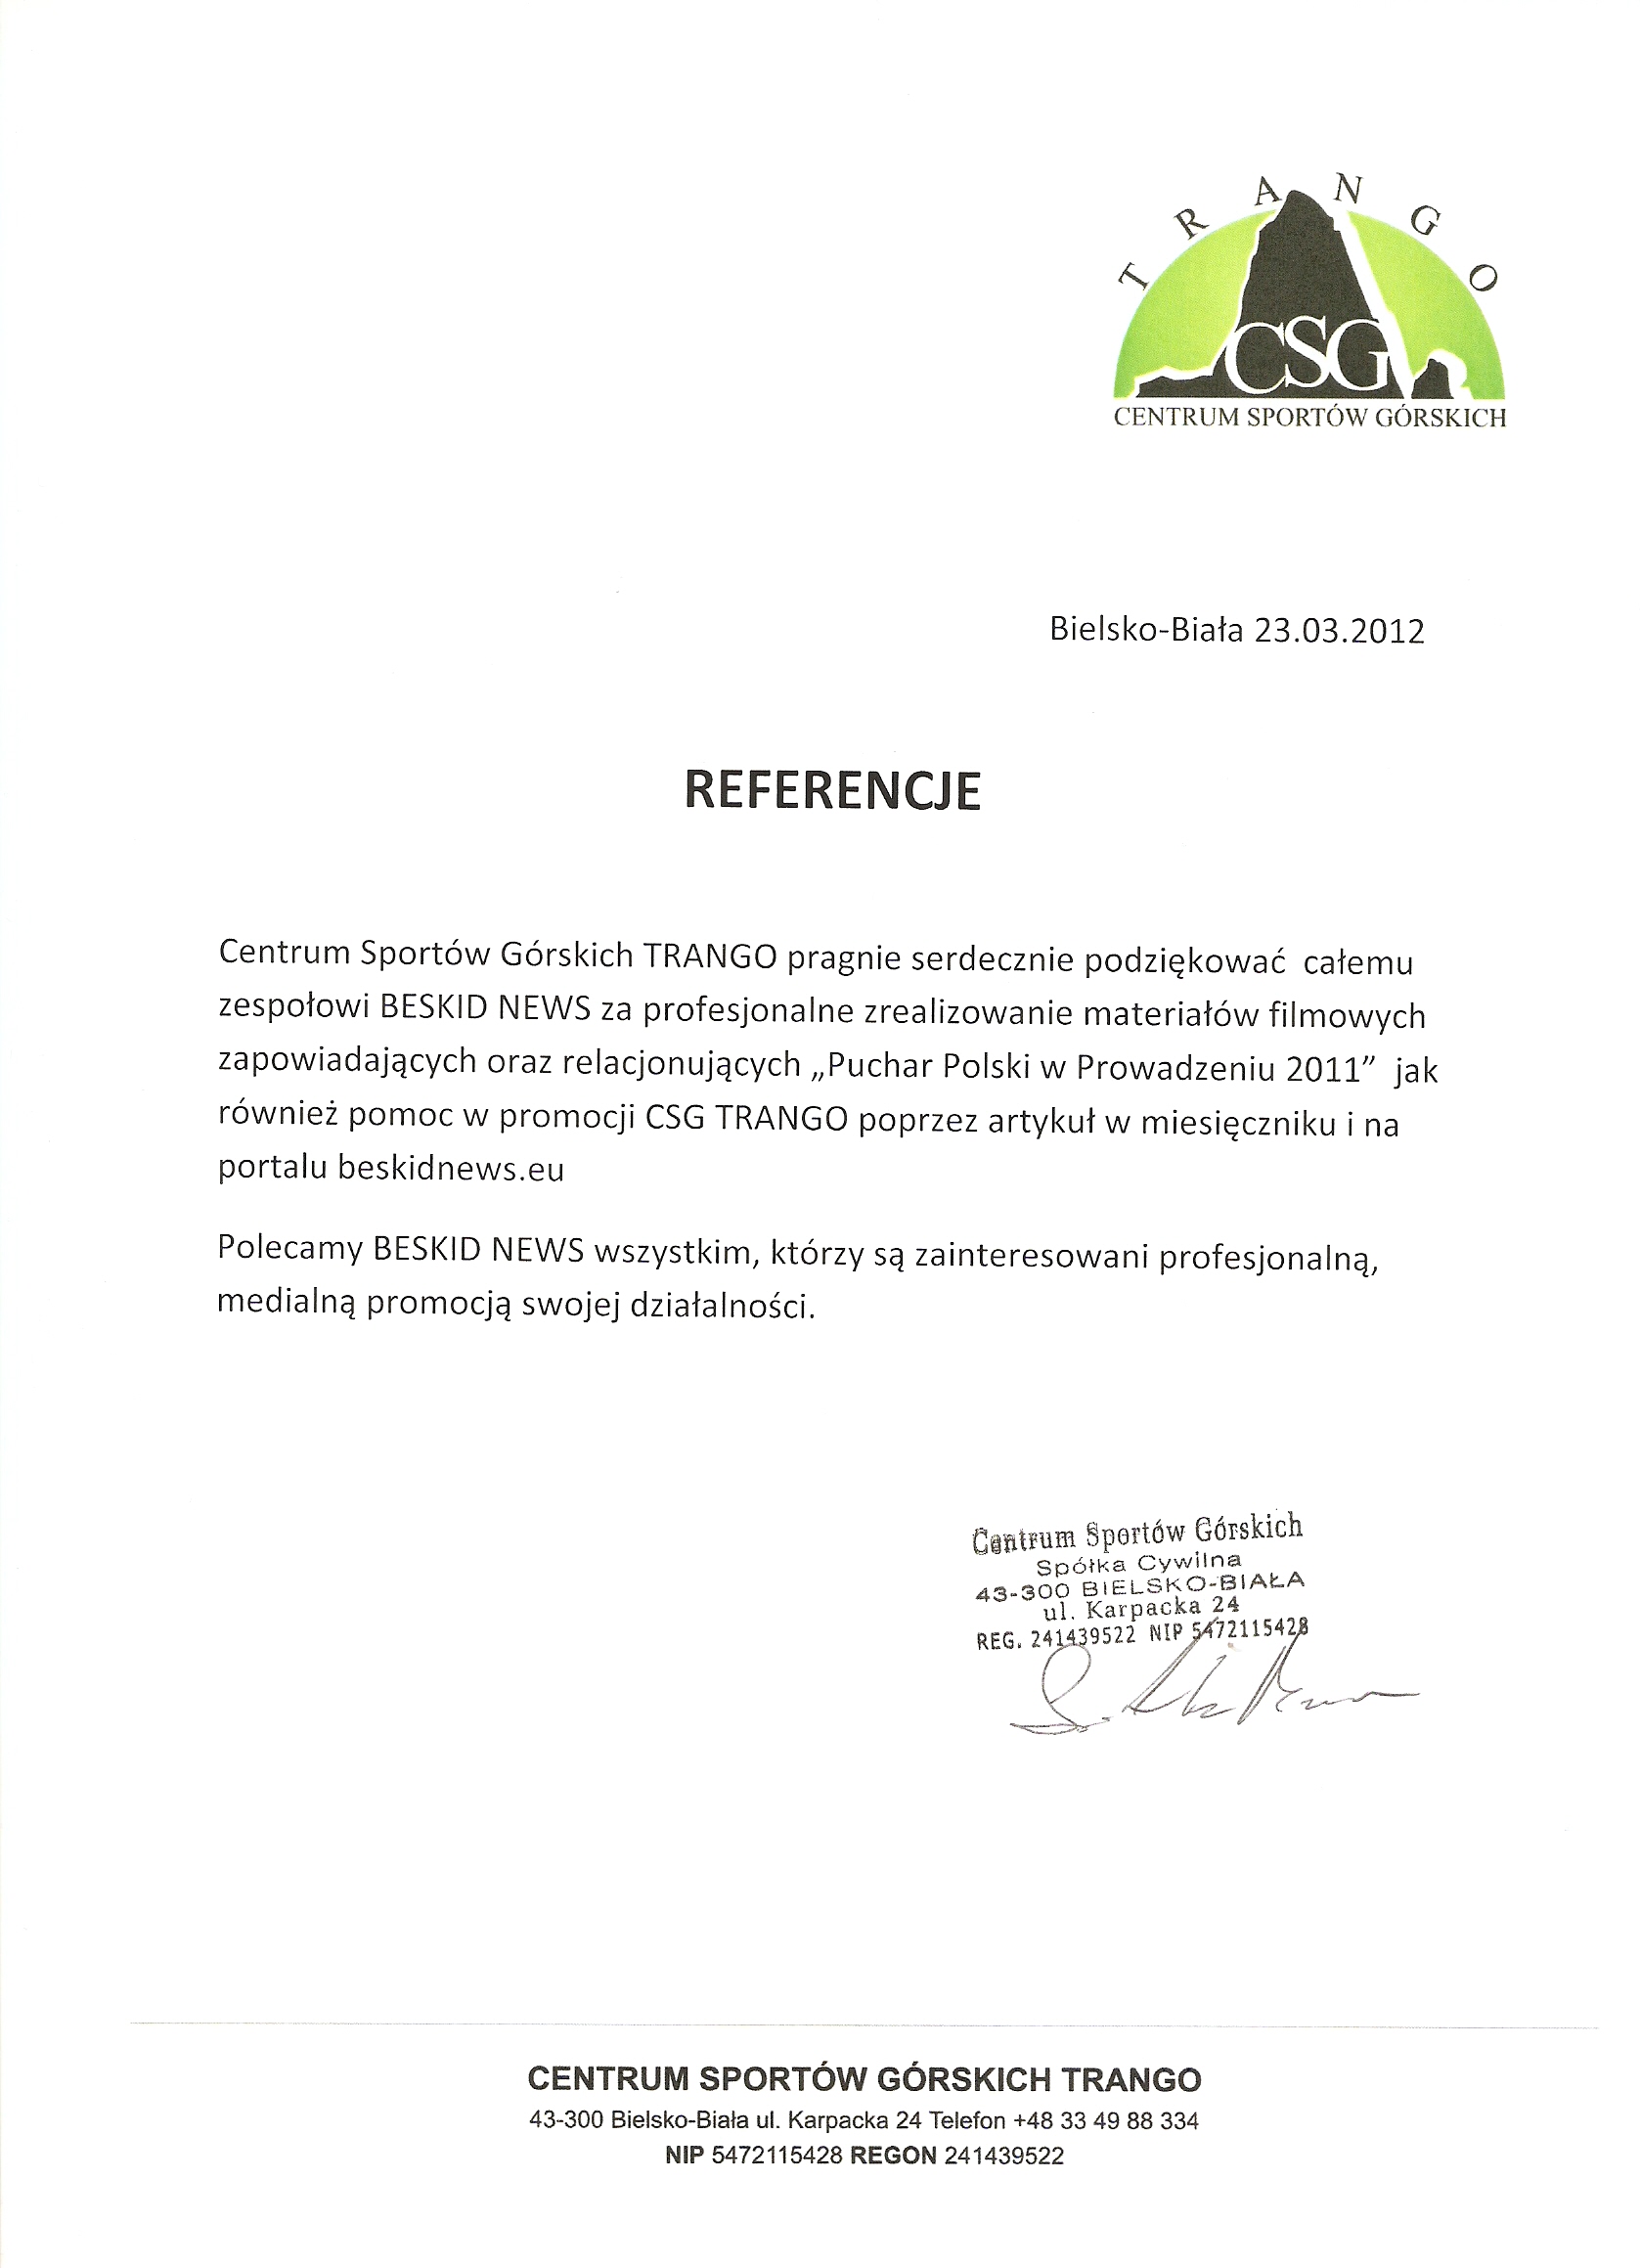 TRANGO
CSG
CENTRUM SPORTÓW GÓRSKICH
Bielsko-Biała 23.03.2012
REFERENCJE
Centrum Sportów Górskich TRANGO pragnie serdecznie podziękować całemu
zespołowi BESKID NEWS za profesjonalne zrealizowanie materiałów filmowych
zapowiadających oraz relacjonujących „Puchar Polski w Prowadzeniu 2011” jak
również pomoc w promocji CSG TRANGO poprzez artykuł w miesięczniku i na
portalu beskidnews.eu
Polecamy BESKID NEWS wszystkim, którzy są zainteresowani profesjonalną,
medialną promocją swojej działalności.
Centrum Sportów Górskich
Spółka Cywilna
43-300 BIELSKO-BIAŁA
ul. Karpacka 24
REG. 241439522 NIP 5472115428
CENTRUM SPORTÓW GÓRSKICH TRANGO
43-300 Bielsko-Biała ul. Karpacka 24 Telefon +48 33 49 88 334
NIP 5472115428 REGON 241439522